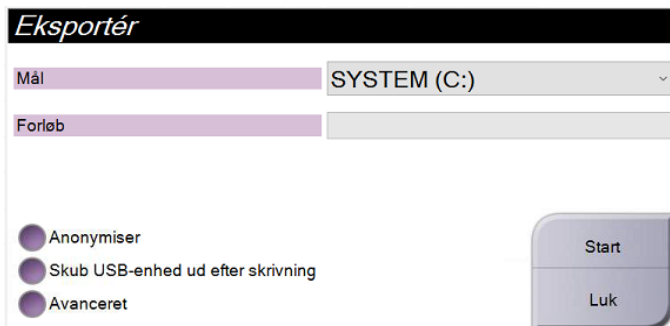 Eksportér
Mål
SYSTEM (C:)
Forløb
Anonymiser
Skub USB-enhed ud efter skrivning
Avanceret
Start
Luk